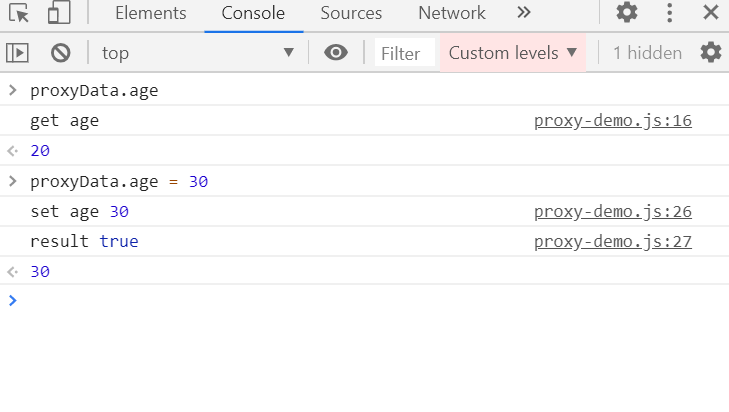 Elements Console Sources Network
top Filter Custom levels 1 hidden
proxyData.age
get age proxy-demo.js:16
20
proxyData.age = 30
set age 30 proxy-demo.js:26
result true proxy-demo.js:27
30